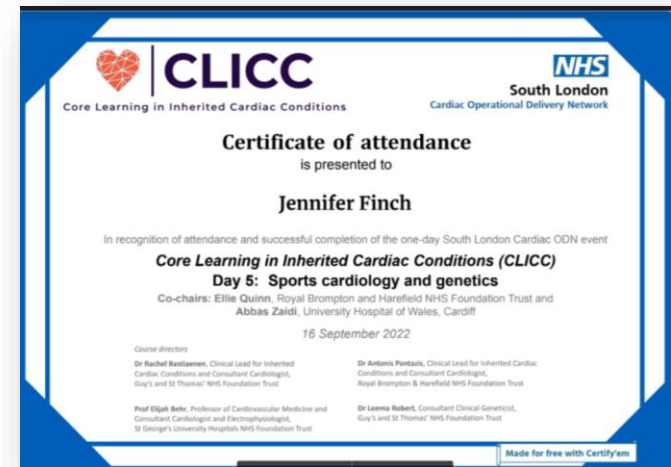 CLICC
Core Learning in Inherited Cardiac Conditions
NHS
South London
Cardiac Operational Delivery Network
Certificate of attendance
is presented to
Jennifer Finch
In recognition of attendance and successful completion of the one-day South London Cardiac ODN event
Core Learning in Inherited Cardiac Conditions (CLICC)
Day 5: Sports cardiology and genetics
Co-chairs: Ellie Quinn, Royal Brompton and Harefield NHS Foundation Trust and
Abbas Zaidi, University Hospital of Wales, Cardiff
16 September 2022
Course directors
Dr Rachel Bastiaenen, Clinical Lead for Inherited
Cardiac Conditions and Consultant Cardiologist,
Guy's and St Thomas' NHS Foundation Trust
Dr Antonis Pantazis, Clinical Lead for Inherited Cardiac
Conditions and Consultant Cardiologist,
Royal Brompton & Harefield NHS Foundation Trust
Prof Elijah Behr, Professor of Cardiovascular Medicine and
Consultant Cardiologist and Electrophysiologist,
St George's University Hospitals NHS Foundation Trust
Dr Leema Robert, Consultant Clinical Geneticist,
Guy's and St Thomas' NHS Foundation Trust
Made for free with Certify'em